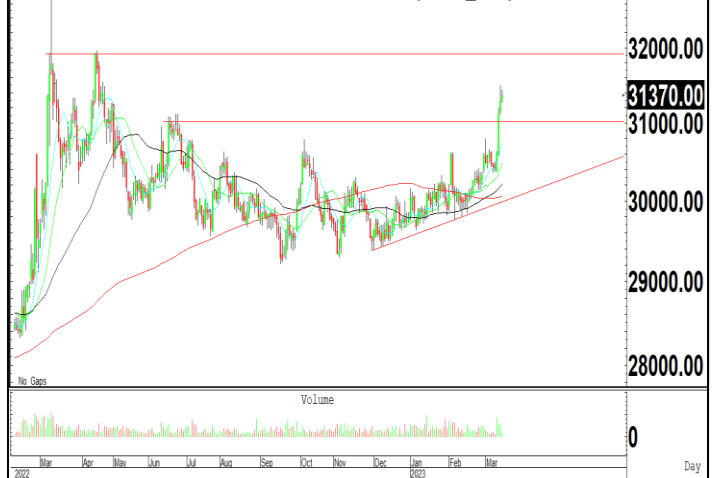 32000.00
31370.00
31000.00
30000.00
29000.00
28000.00
No Gaps
Volume
0
Mar Apr May Jun Jul Aug Sep Oct Nov Dec Jan Feb Mar
2022 2023
Day